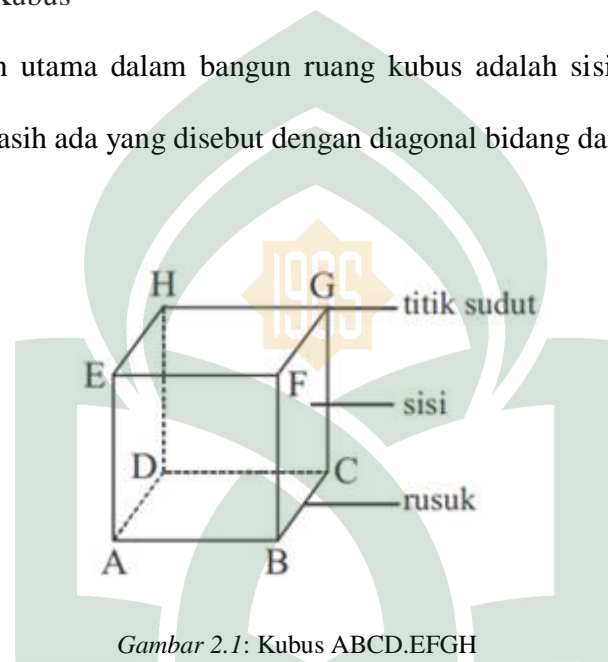 Kubus
utama dalam bangun ruang kubus adalah sisi
ada yang disebut dengan diagonal bidang da
1985
H G titik sudut
E F sisi
D C rusuk
A B
Gambar 2.1: Kubus ABCD.EFGH